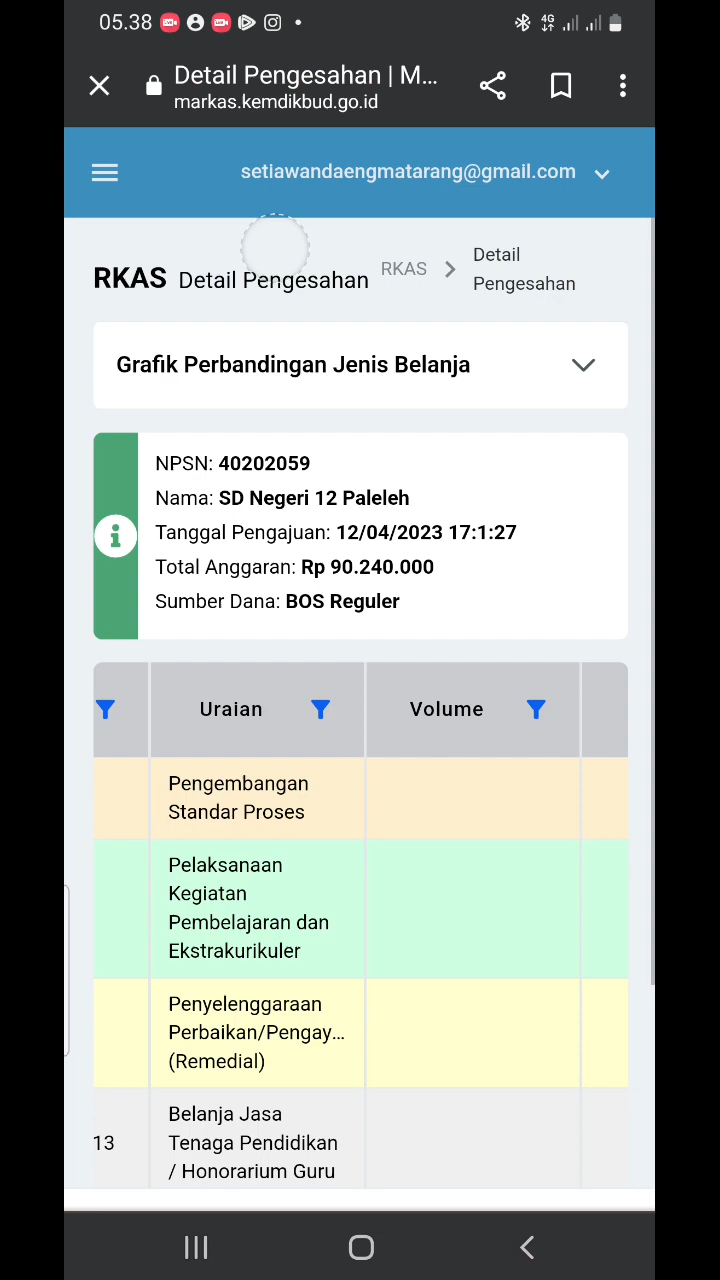 05.38
4G
Detail Pengesahan | M...
markas.kemdikbud.go.id
setiawandaengmatarang@gmail.com
RKAS Detail Pengesahan
RKAS
Detail
Pengesahan
Grafik Perbandingan Jenis Belanja
NPSN: 40202059
Nama: SD Negeri 12 Paleleh
Tanggal Pengajuan: 12/04/2023 17:1:27
Total Anggaran: Rp 90.240.000
Sumber Dana: BOS Reguler
Uraian
Volume
Pengembangan
Standar Proses
Pelaksanaan
Kegiatan
Pembelajaran dan
Ekstrakurikuler
Penyelenggaraan
Perbaikan/Pengay...
(Remedial)
13
Belanja Jasa
Tenaga Pendidikan
/ Honorarium Guru